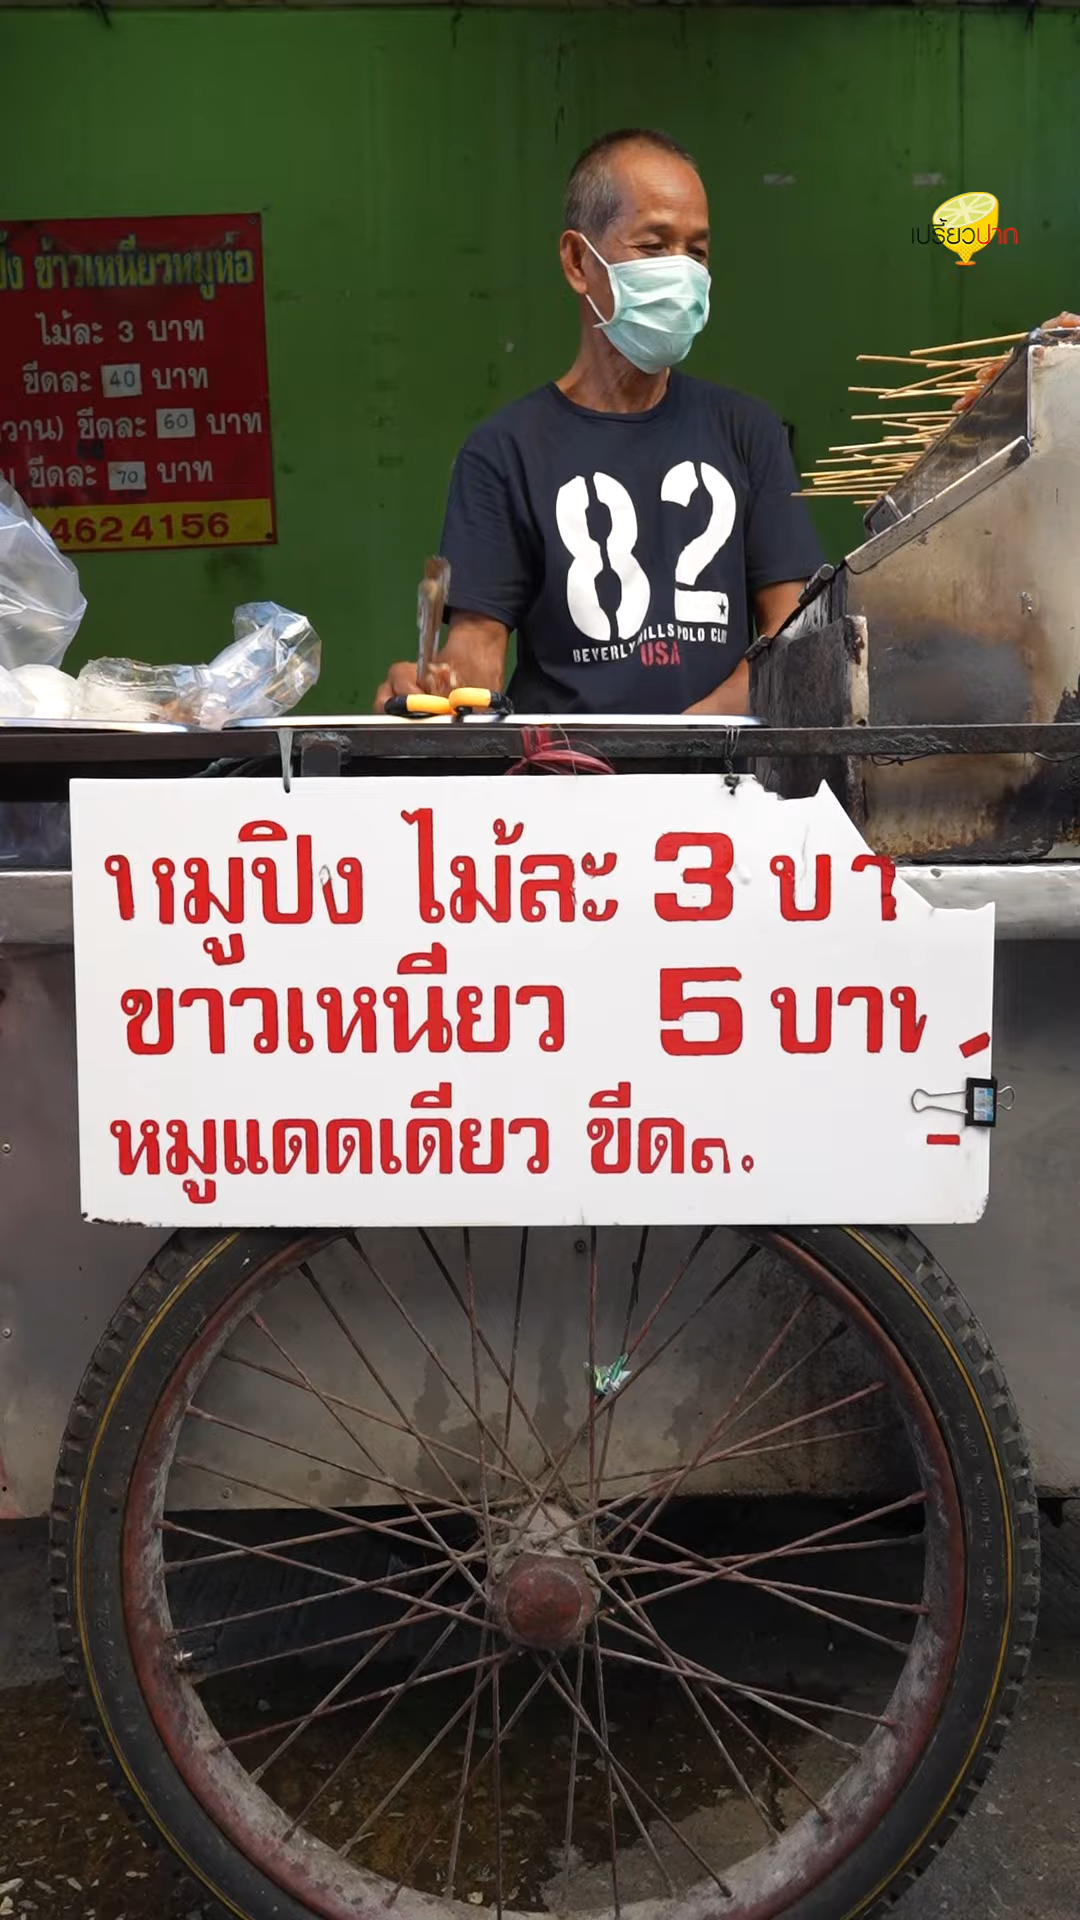 ข้าวเหนียวหมูห่อ
ไม้ละ 3 บาท
ขีดละ 40 บาท
วาน) ขีดละ 60 บาท
ขีดละ 70 บาท
4624156
เปรี้ยวปาก
82
BEVERLY HILLS POLO CLUB
USA
หมูปิง ไม้ละ 3 บา
ขาวเหนียว 5 บาท
หมูแดดเดียว ขีด